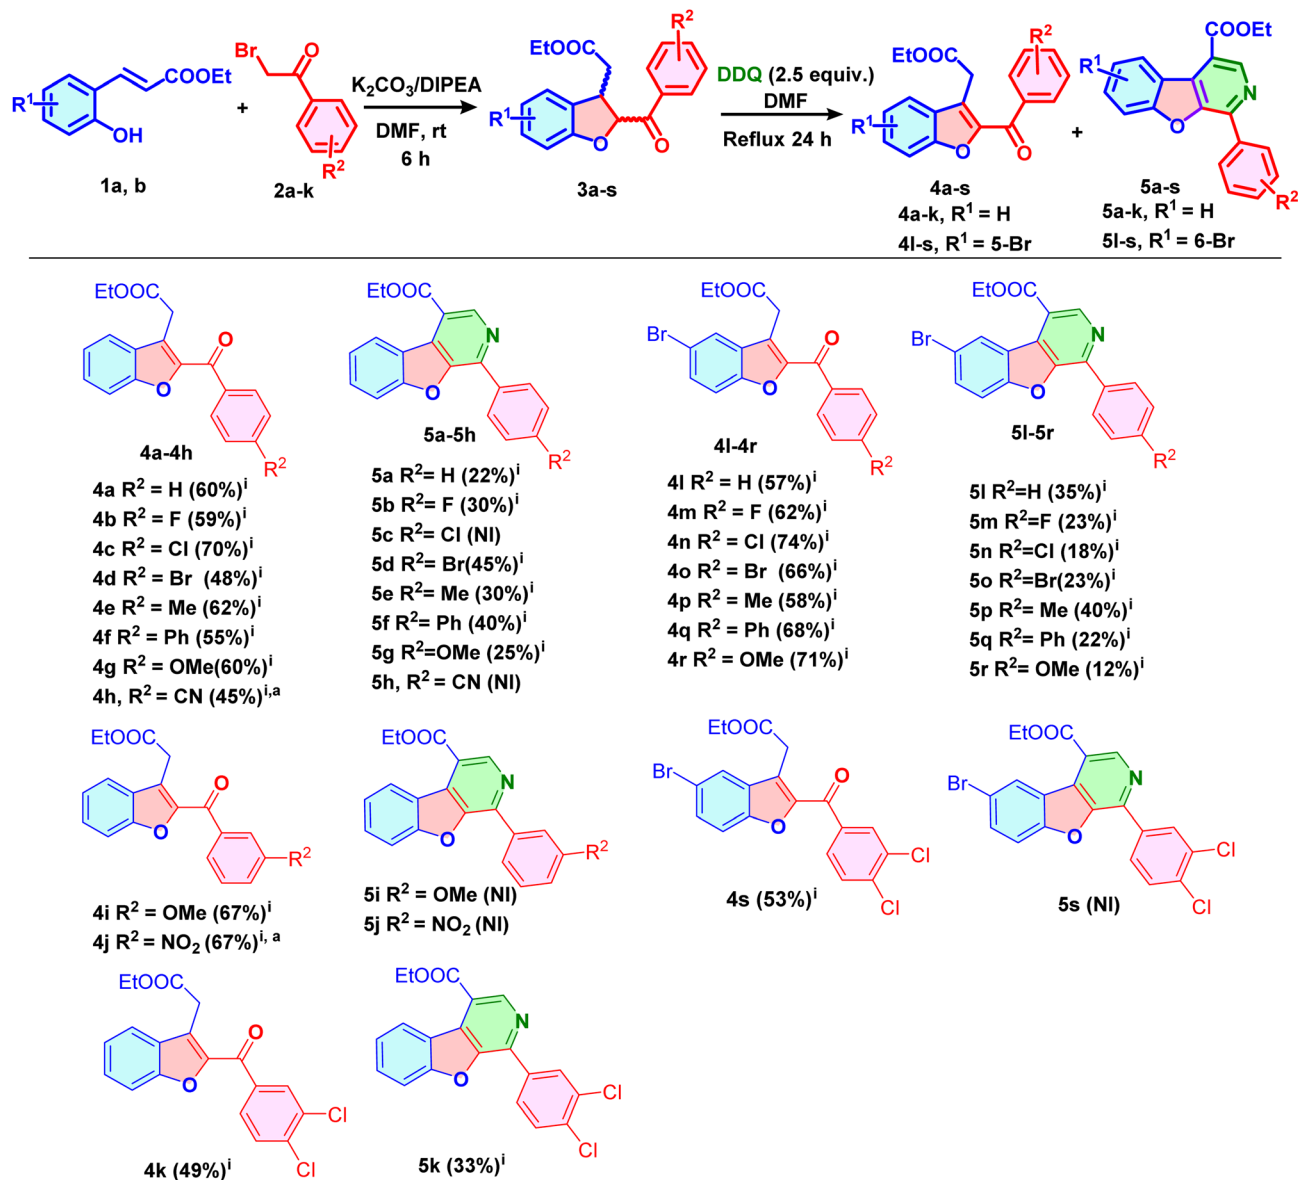 R¹
COOEt
OH
1a, b
+
Br
O
R²
2a-k
K₂CO₃/DIPEA
DMF, rt
6 h
EtOOC
R²
R¹
O
O
3a-s
DDQ (2.5 equiv.)
DMF
Reflux 24 h
EtOOC
R²
R¹
O
O
4a-s
4a-k, R¹ = H
4l-s, R¹ = 5-Br
+
COOEt
R¹
N
O
R²
5a-s
5a-k, R¹ = H
5l-s, R¹ = 6-Br
EtOOC
O
O
R²
4a-4h
4a R² = H (60%)ⁱ
4b R² = F (59%)ⁱ
4c R² = Cl (70%)ⁱ
4d R² = Br (48%)ⁱ
4e R² = Me (62%)ⁱ
4f R² = Ph (55%)ⁱ
4g R² = OMe(60%)ⁱ
4h, R² = CN (45%)ⁱ,ᵃ
EtOOC
N
O
R²
5a-5h
5a R²= H (22%)ⁱ
5b R²= F (30%)ⁱ
5c R²= Cl (NI)
5d R²= Br(45%)ⁱ
5e R²= Me (30%)ⁱ
5f R²= Ph (40%)ⁱ
5g R²=OMe (25%)ⁱ
5h, R²= CN (NI)
EtOOC
Br
O
O
R²
4l-4r
4l R² = H (57%)ⁱ
4m R² = F (62%)ⁱ
4n R² = Cl (74%)ⁱ
4o R² = Br (66%)ⁱ
4p R² = Me (58%)ⁱ
4q R² = Ph (68%)ⁱ
4r R² = OMe (71%)ⁱ
EtOOC
Br
N
O
R²
5l-5r
5l R²=H (35%)ⁱ
5m R²=F (23%)ⁱ
5n R²=Cl (18%)ⁱ
5o R²=Br(23%)ⁱ
5p R²= Me (40%)ⁱ
5q R²= Ph (22%)ⁱ
5r R²= OMe (12%)ⁱ
EtOOC
O
O
R²
4i R² = OMe (67%)ⁱ
4j R² = NO₂ (67%)ⁱ, ᵃ
EtOOC
N
O
R²
5i R² = OMe (NI)
5j R² = NO₂ (NI)
EtOOC
Br
O
O
Cl
Cl
4s (53%)ⁱ
EtOOC
Br
N
O
Cl
Cl
5s (NI)
EtOOC
O
O
Cl
Cl
4k (49%)ⁱ
EtOOC
N
O
Cl
Cl
5k (33%)ⁱ